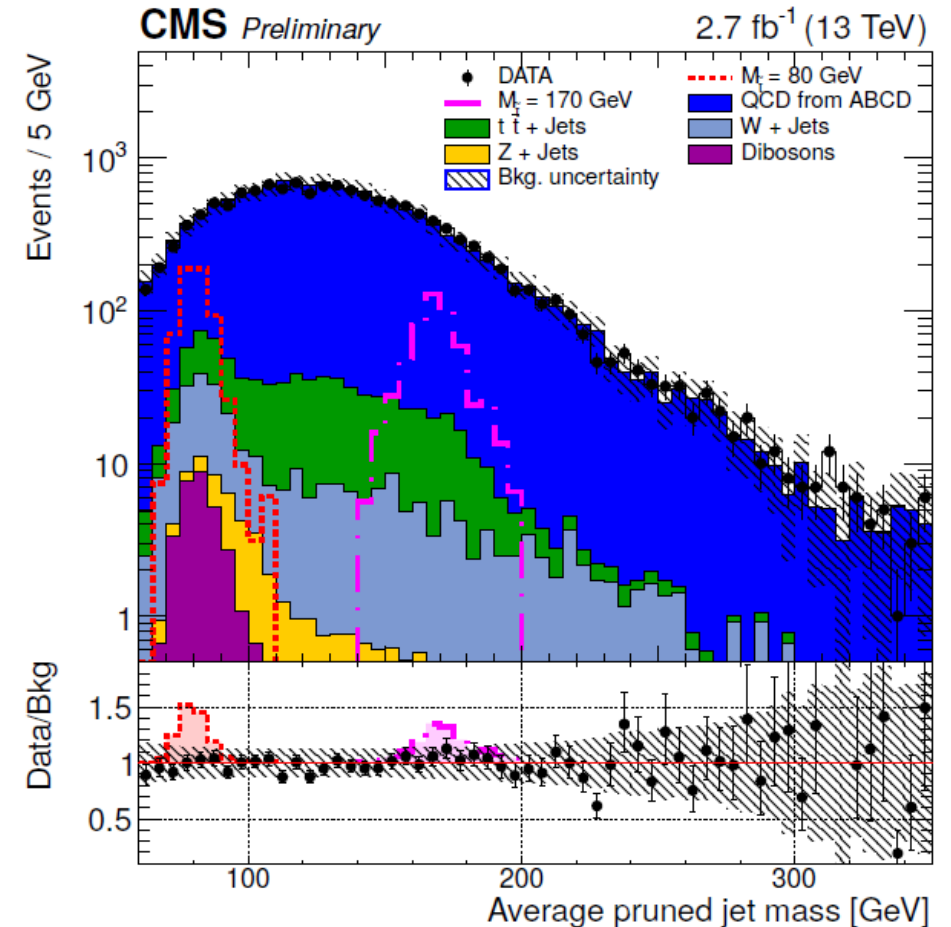 CMS Preliminary 2.7 fb⁻¹ (13 TeV)
DATA
M_t̃ = 80 GeV
M_t̃ = 170 GeV
QCD from ABCD
t t̄ + Jets
W + Jets
Z + Jets
Dibosons
Bkg. uncertainty
Events / 5 GeV
10³
10²
10
1
Data/Bkg
1.5
1
0.5
100 200 300
Average pruned jet mass [GeV]